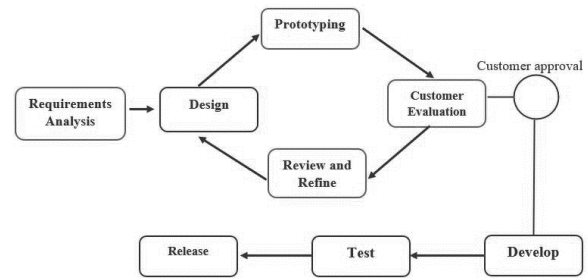 Prototyping
Customer approval
Requirements
Analysis
Design
Customer
Evaluation
Review and
Refine
Release
Test
Develop